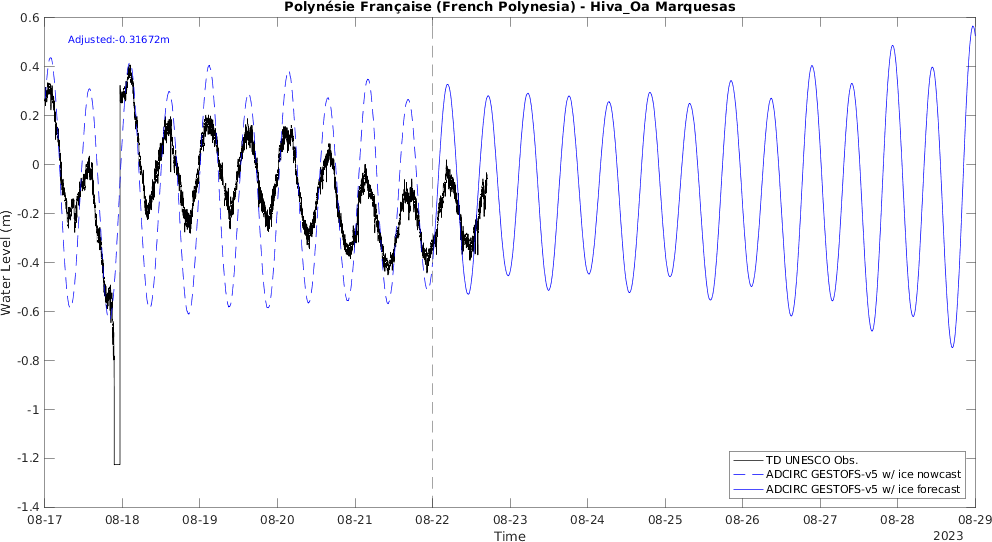 Polynésie Française (French Polynesia) - Hiva_Oa Marquesas
Adjusted:-0.31672m
0.6
0.4
0.2
0
-0.2
-0.4
-0.6
-0.8
-1
-1.2
-1.4
Water Level (m)
TD UNESCO Obs.
ADCIRC GESTOFS-v5 w/ ice nowcast
ADCIRC GESTOFS-v5 w/ ice forecast
08-17 08-18 08-19 08-20 08-21 08-22 08-23 08-24 08-25 08-26 08-27 08-28 08-29
Time
2023